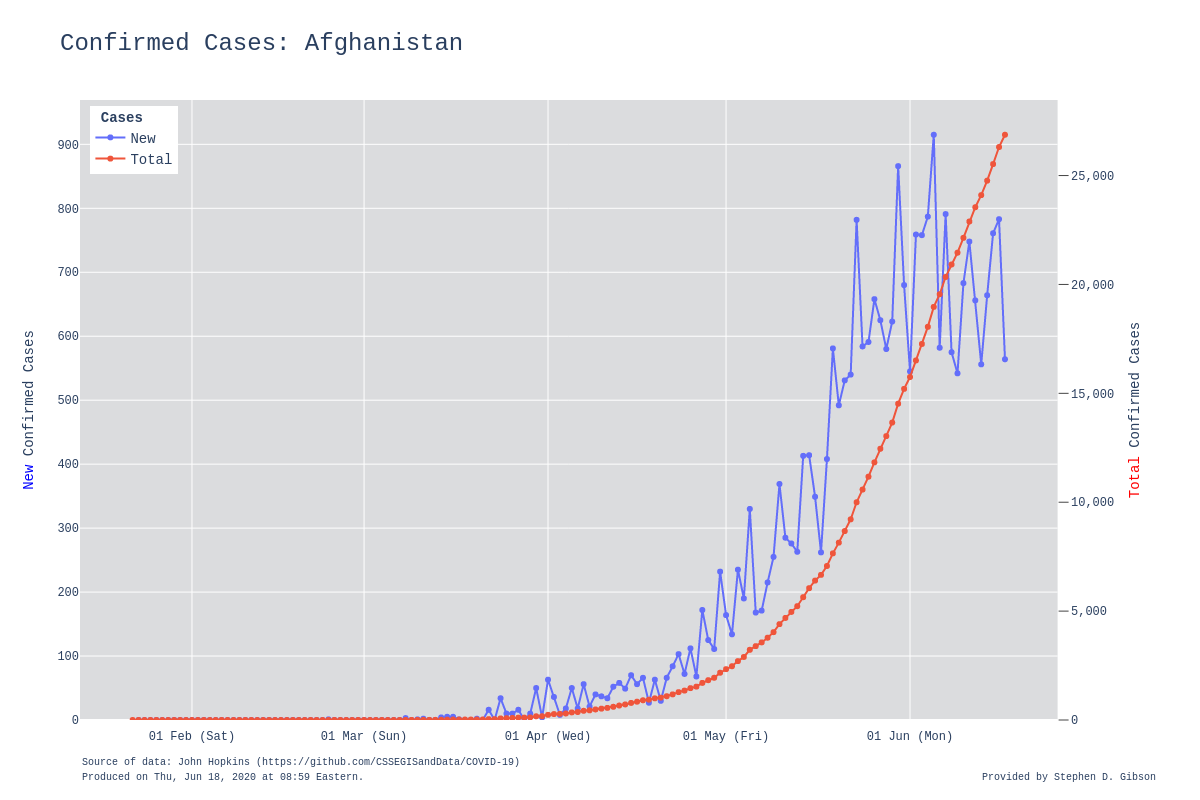 Confirmed Cases: Afghanistan
Cases
New
Total
900
800
700
600
500
400
300
200
100
0
25,000
20,000
15,000
10,000
5,000
0
New Confirmed Cases
Total Confirmed Cases
01 Feb (Sat)
01 Mar (Sun)
01 Apr (Wed)
01 May (Fri)
01 Jun (Mon)
Source of data: John Hopkins (https://github.com/CSSEGISandData/COVID-19)
Produced on Thu, Jun 18, 2020 at 08:59 Eastern.
Provided by Stephen D. Gibson